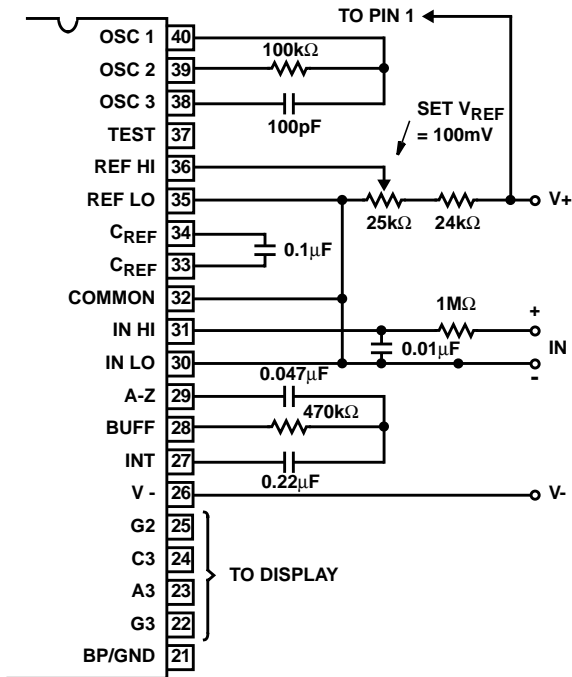 TO PIN 1
OSC 1 40
100kΩ
OSC 2 39
OSC 3 38
100pF
SET VREF
= 100mV
TEST 37
REF HI 36
REF LO 35
V+
25kΩ 24kΩ
CREF 34
0.1μF
CREF 33
COMMON 32
1MΩ
+
IN HI 31
IN
0.01μF
IN LO 30
-
0.047μF
A-Z 29
470kΩ
BUFF 28
INT 27
0.22μF
V - 26 V-
G2 25
C3 24
TO DISPLAY
A3 23
G3 22
BP/GND 21